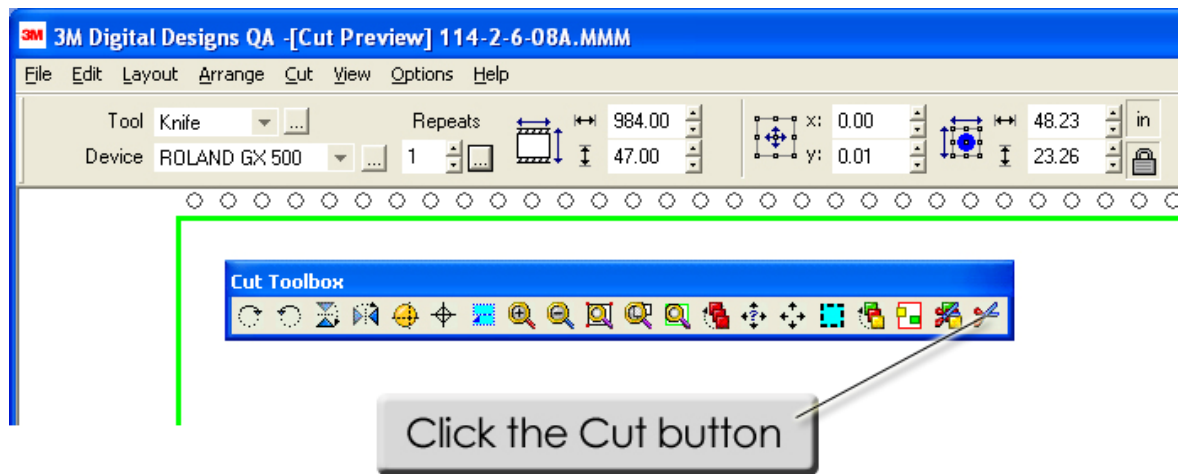 3M 3M Digital Designs QA -[Cut Preview] 114-2-6-08A.MMM
File Edit Layout Arrange Cut View Options Help
Tool Knife ... Repeats 984.00 x: 0.00 48.23 in
Device ROLAND GX 500 ... 1 ... 47.00 y: 0.01 23.26
Cut Toolbox
Click the Cut button